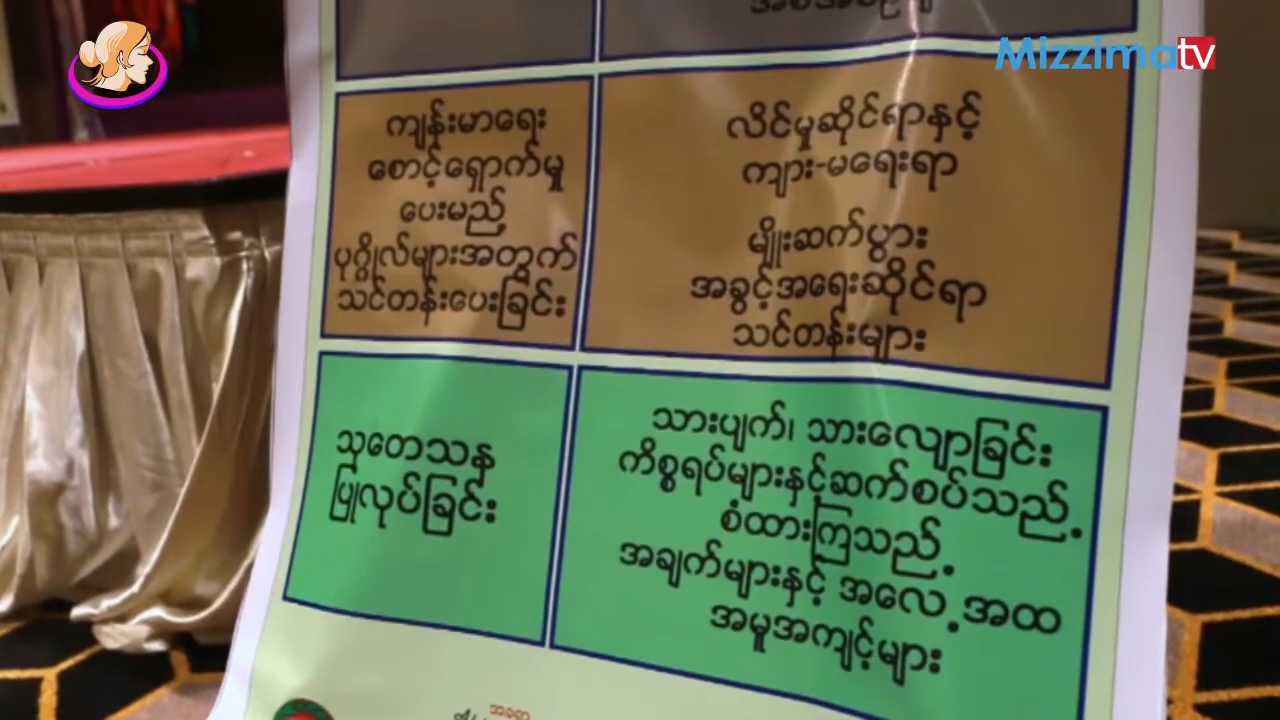 Mizzimatv
ကျန်းမာရေး
စောင့်ရှောက်မှု
ပေးမည်
ပုဂ္ဂိုလ်များအတွက်
သင်တန်းပေးခြင်း
လိင်မှုဆိုင်ရာနှင့်
ကျား-မရေးရာ
မျိုးဆက်ပွား
အခွင့်အရေးဆိုင်ရာ
သင်တန်းများ
သုတေသန
ပြုလုပ်ခြင်း
သားပျက်၊ သားလျောခြင်း
ကိစ္စရပ်များနှင့်ဆက်စပ်သည့်
စံထားကြသည့်
အချက်များနှင့် အလေ့အထ
အမူအကျင့်များ